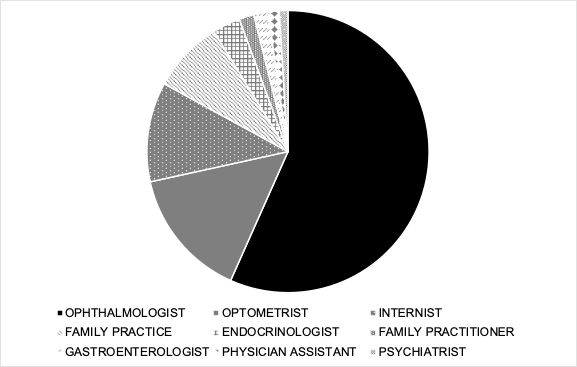 OPHTHALMOLOGIST OPTOMETRIST INTERNIST
FAMILY PRACTICE ENDOCRINOLOGIST FAMILY PRACTITIONER
GASTROENTEROLOGIST PHYSICIAN ASSISTANT PSYCHIATRIST